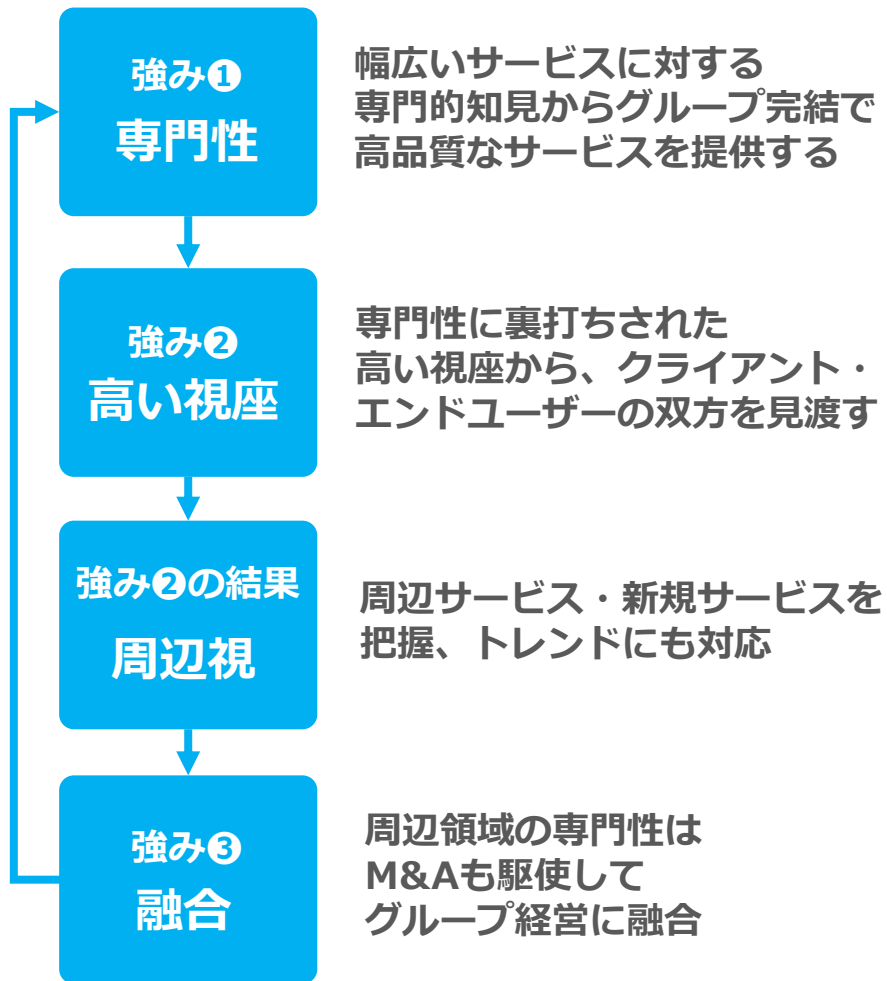 強み❶
専門性
幅広いサービスに対する
専門的知見からグループ完結で
高品質なサービスを提供する
強み❷
高い視座
専門性に裏打ちされた
高い視座から、クライアント・
エンドユーザーの双方を見渡す
強み❷の結果
周辺視
周辺サービス・新規サービスを
把握、トレンドにも対応
強み❸
融合
周辺領域の専門性は
M&Aも駆使して
グループ経営に融合